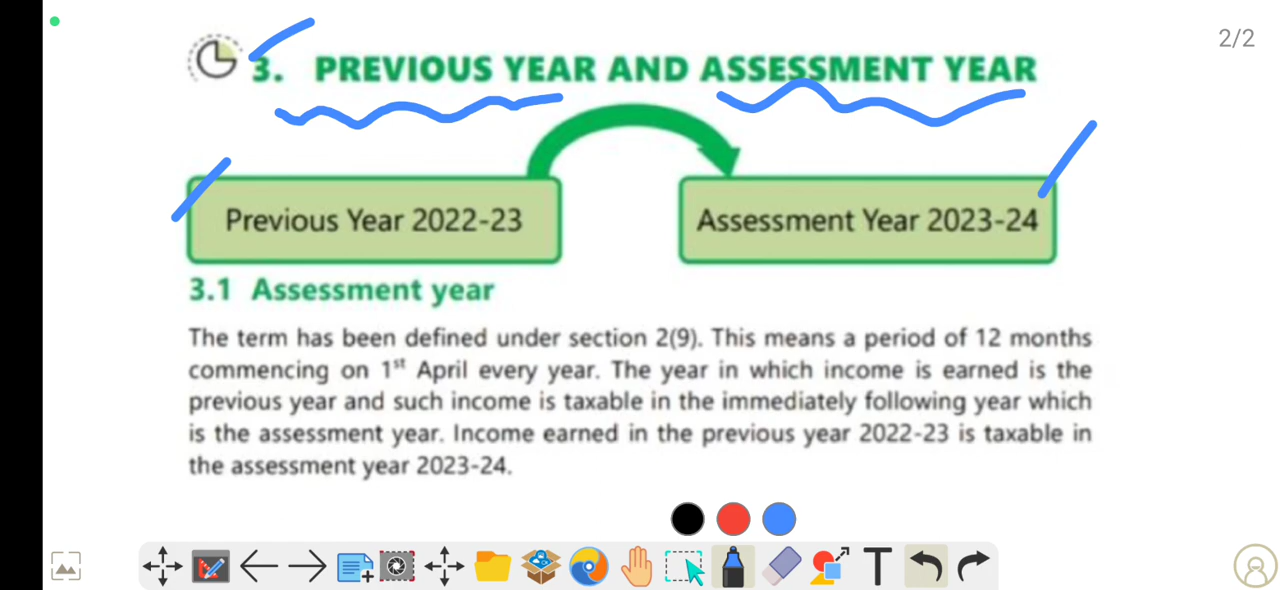 2/2
3. PREVIOUS YEAR AND ASSESSMENT YEAR
Previous Year 2022-23
Assessment Year 2023-24
3.1 Assessment year
The term has been defined under section 2(9). This means a period of 12 months
commencing on 1st April every year. The year in which income is earned is the
previous year and such income is taxable in the immediately following year which
is the assessment year. Income earned in the previous year 2022-23 is taxable in
the assessment year 2023-24.
T